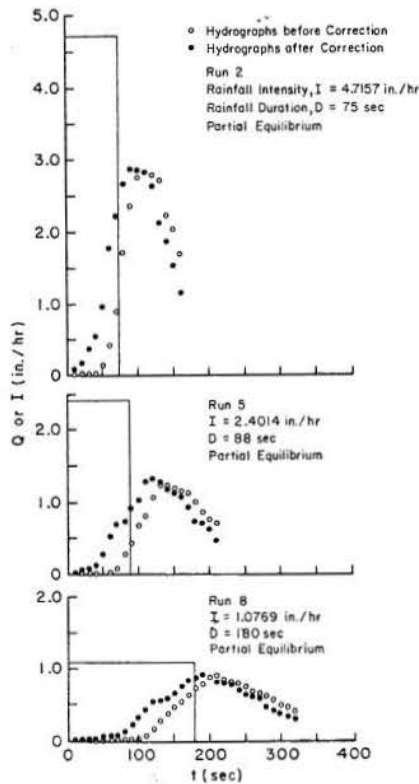 ○ Hydrographs before Correction
● Hydrographs after Correction
Run 2
Rainfall Intensity, I = 4.7157 in./hr
Rainfall Duration, D = 75 sec
Partial Equilibrium
5.0
4.0
3.0
2.0
1.0
0
Q or I (in./hr)
Run 5
I = 2.4014 in/hr
D = 88 sec
Partial Equilibrium
2.0
1.0
0
Run 8
I = 1.0769 in/hr
D = 180 sec
Partial Equilibrium
2.0
1.0
0
0 100 200 300 400
t (sec)